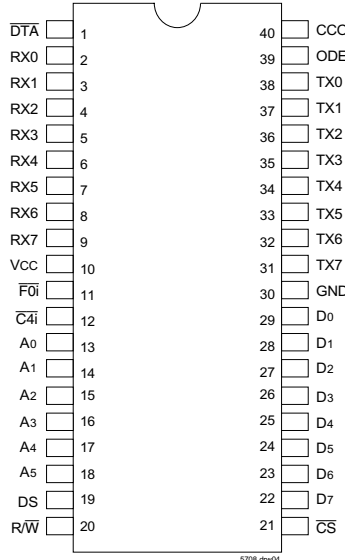 DTA 1 40 CCO
RX0 2 39 ODE
RX1 3 38 TX0
RX2 4 37 TX1
RX3 5 36 TX2
RX4 6 35 TX3
RX5 7 34 TX4
RX6 8 33 TX5
RX7 9 32 TX6
VCC 10 31 TX7
F0i 11 30 GND
C4i 12 29 D0
A0 13 28 D1
A1 14 27 D2
A2 15 26 D3
A3 16 25 D4
A4 17 24 D5
A5 18 23 D6
DS 19 22 D7
R/W 20 21 CS
5708 drw04